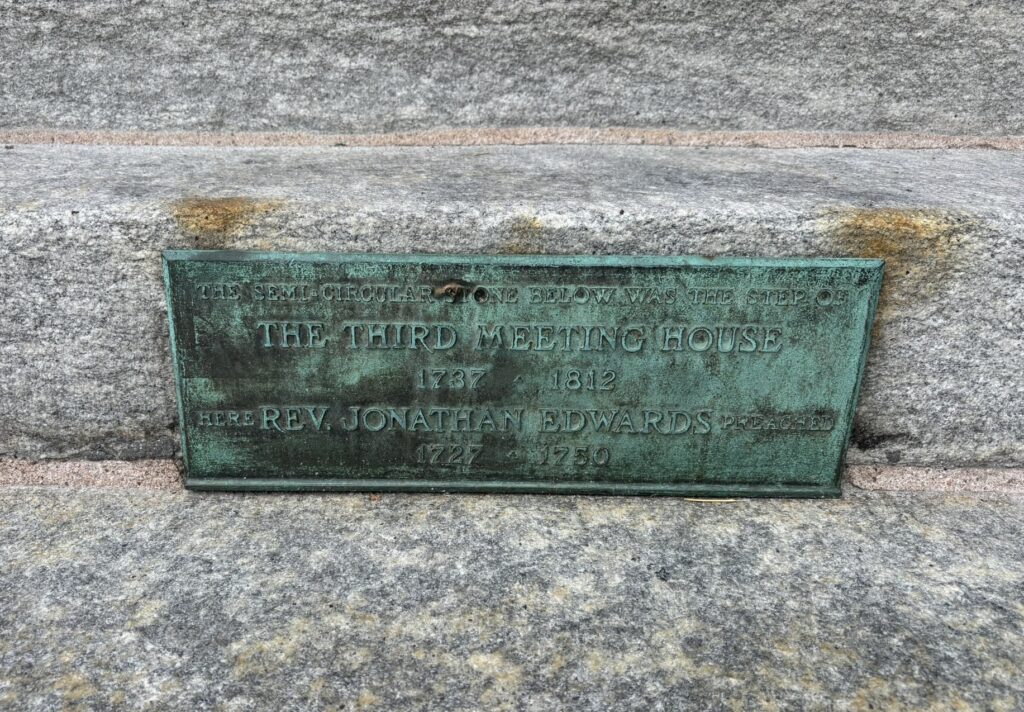 THE SEMI-CIRCULAR STONE BELOW WAS THE STEP OF
THE THIRD MEETING HOUSE
1737 · 1812
HERE REV. JONATHAN EDWARDS PREACHED
1727 · 1750